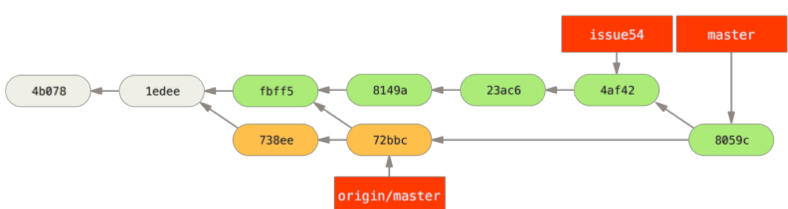 issue54 master
4b078 1edee fbff5 8149a 23ac6 4af42
738ee 72bbc 8059c
origin/master